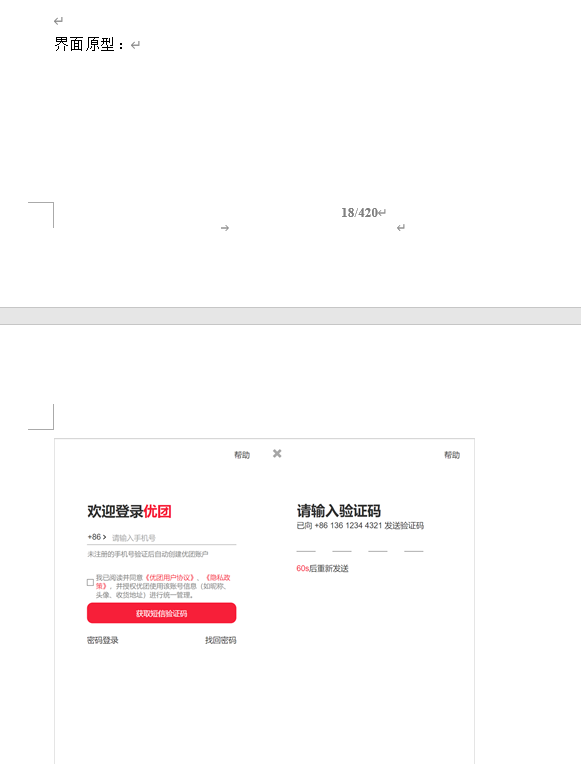 界面原型：
18/420
帮助
欢迎登录优团
+86 > 请输入手机号
未注册的手机号验证后自动创建优团账户
我已阅读并同意《优团用户协议》、《隐私政
策》，并授权优团使用该账号信息（如昵称、
头像、收货地址）进行统一管理。
获取短信验证码
密码登录 找回密码
帮助
请输入验证码
已向 +86 136 1234 4321 发送验证码
60s后重新发送